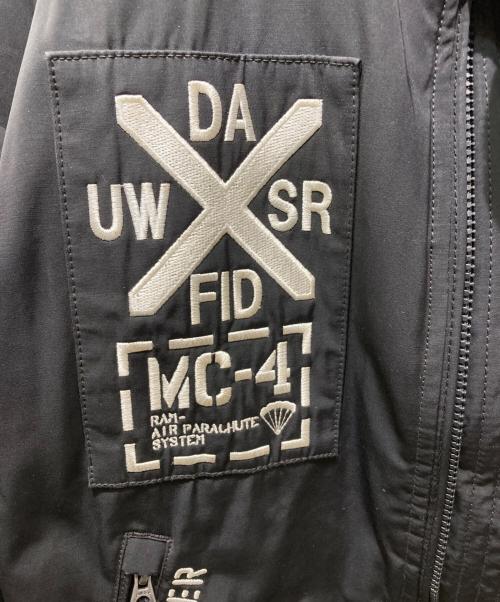 DA
UW SR
FID
MC-4
RAM-
AIR PARACHUTE
SYSTEM